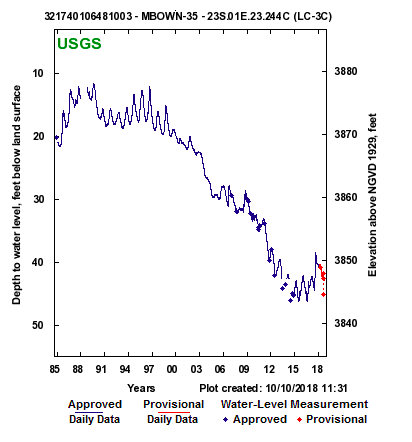 321740106481003 - MBOWN-35 - 23S.01E.23.244C (LC-3C)
USGS
Depth to water level, feet below land surface
10
20
30
40
50
Elevation above NGVD 1929, feet
3880
3870
3860
3850
3840
85 88 91 94 97 00 03 06 09 12 15 18
Years
Plot created: 10/10/2018 11:31
Approved Provisional Water-Level Measurement
Daily Data Daily Data Approved Provisional